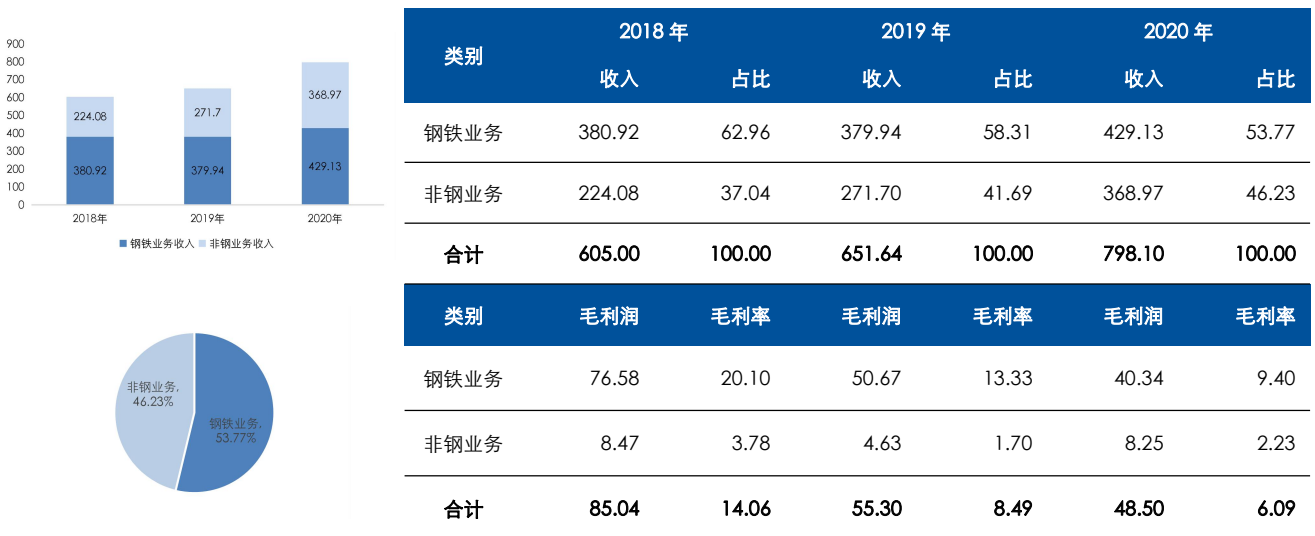 900
800
700
600
500
400
300
200
100
0
224.08
271.7
368.97
380.92
379.94
429.13
2018年
2019年
2020年
钢铁业务收入 非钢业务收入
非钢业务,
46.23%
钢铁业务,
53.77%
类别 2018 年 2019 年 2020 年
收入 占比 收入 占比 收入 占比
钢铁业务 380.92 62.96 379.94 58.31 429.13 53.77
非钢业务 224.08 37.04 271.70 41.69 368.97 46.23
合计 605.00 100.00 651.64 100.00 798.10 100.00
类别 毛利润 毛利率 毛利润 毛利率 毛利润 毛利率
钢铁业务 76.58 20.10 50.67 13.33 40.34 9.40
非钢业务 8.47 3.78 4.63 1.70 8.25 2.23
合计 85.04 14.06 55.30 8.49 48.50 6.09